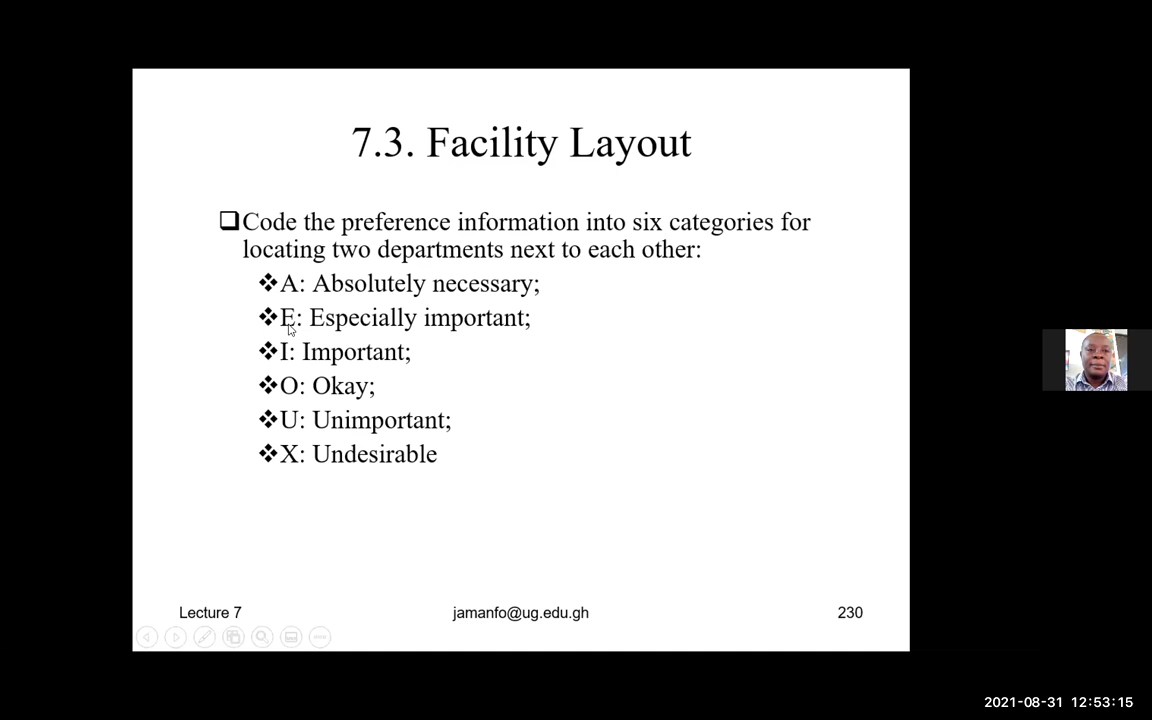 7.3. Facility Layout
Code the preference information into six categories for
locating two departments next to each other:
A: Absolutely necessary;
E: Especially important;
I: Important;
O: Okay;
U: Unimportant;
X: Undesirable
Lecture 7
jamanfo@ug.edu.gh
230
2021-08-31 12:53:15